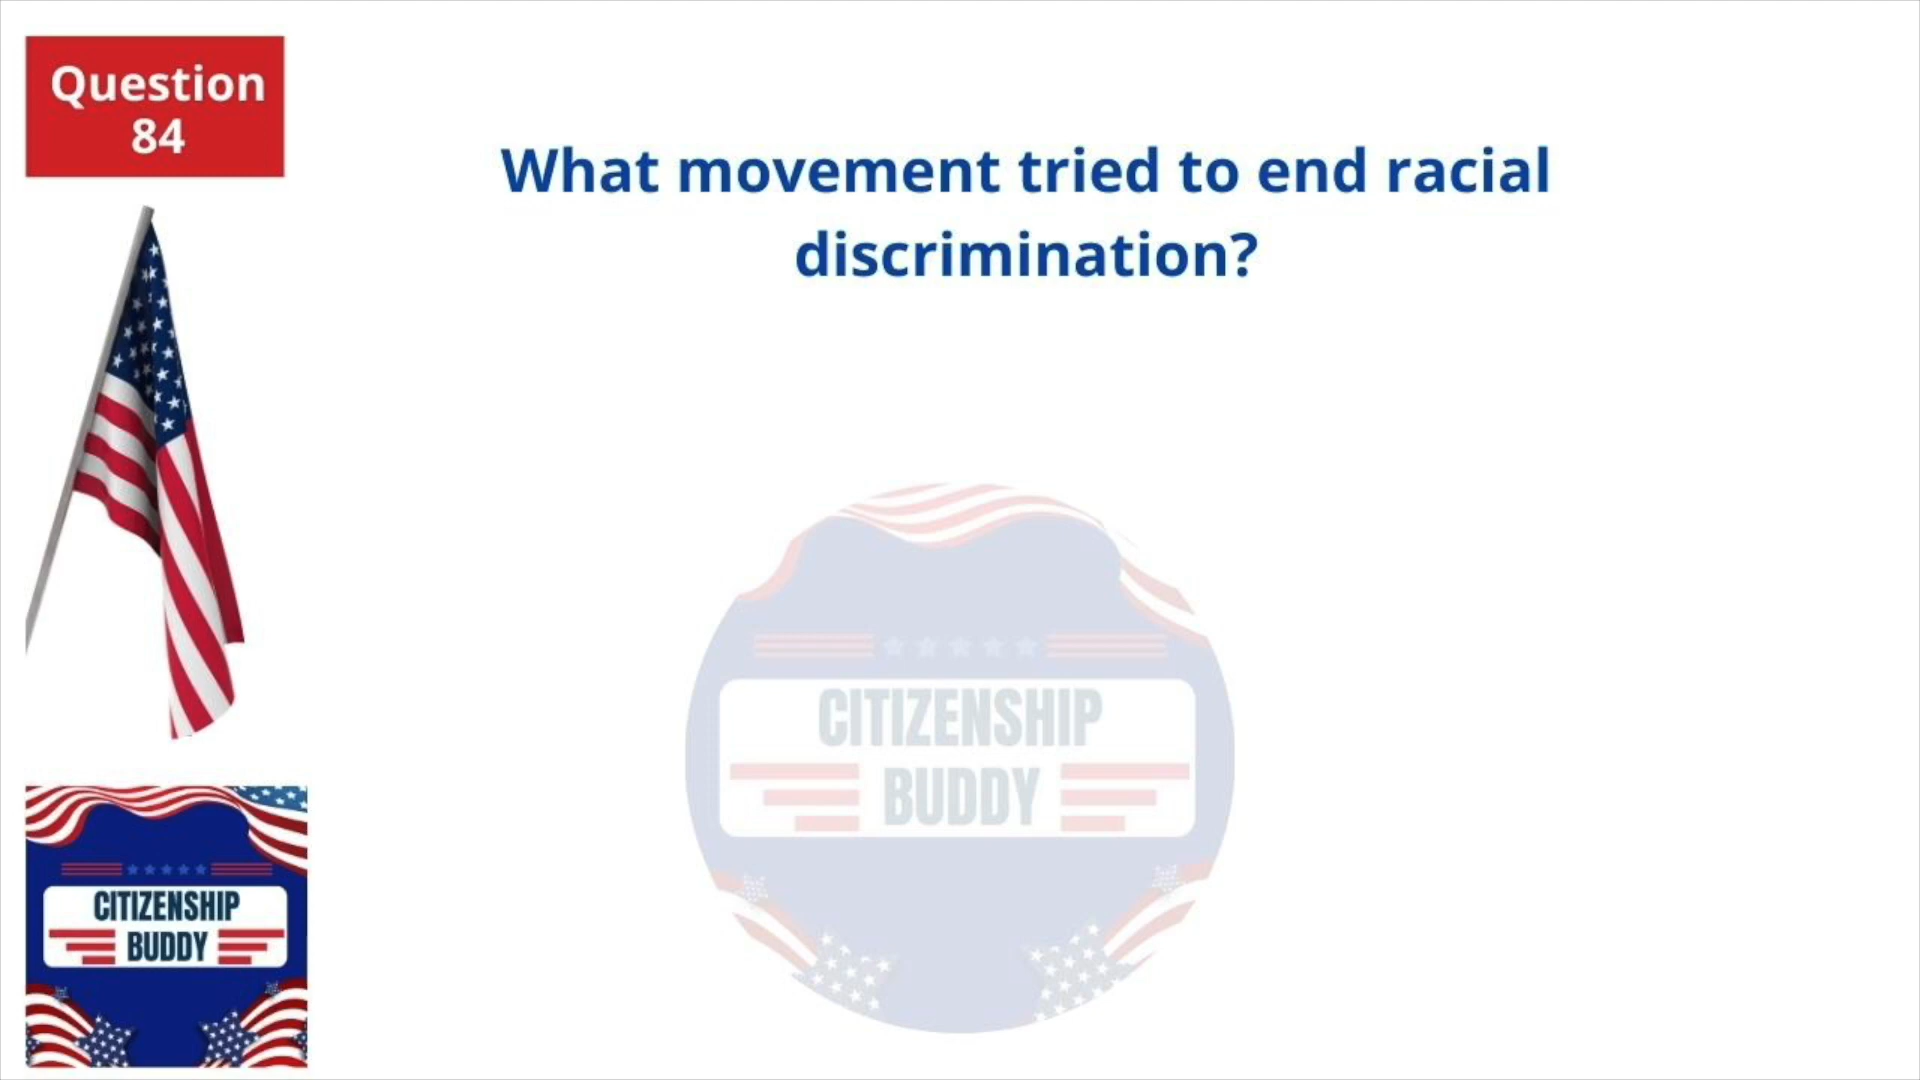 Question
84
What movement tried to end racial
discrimination?
CITIZENSHIP
BUDDY
CITIZENSHIP
BUDDY